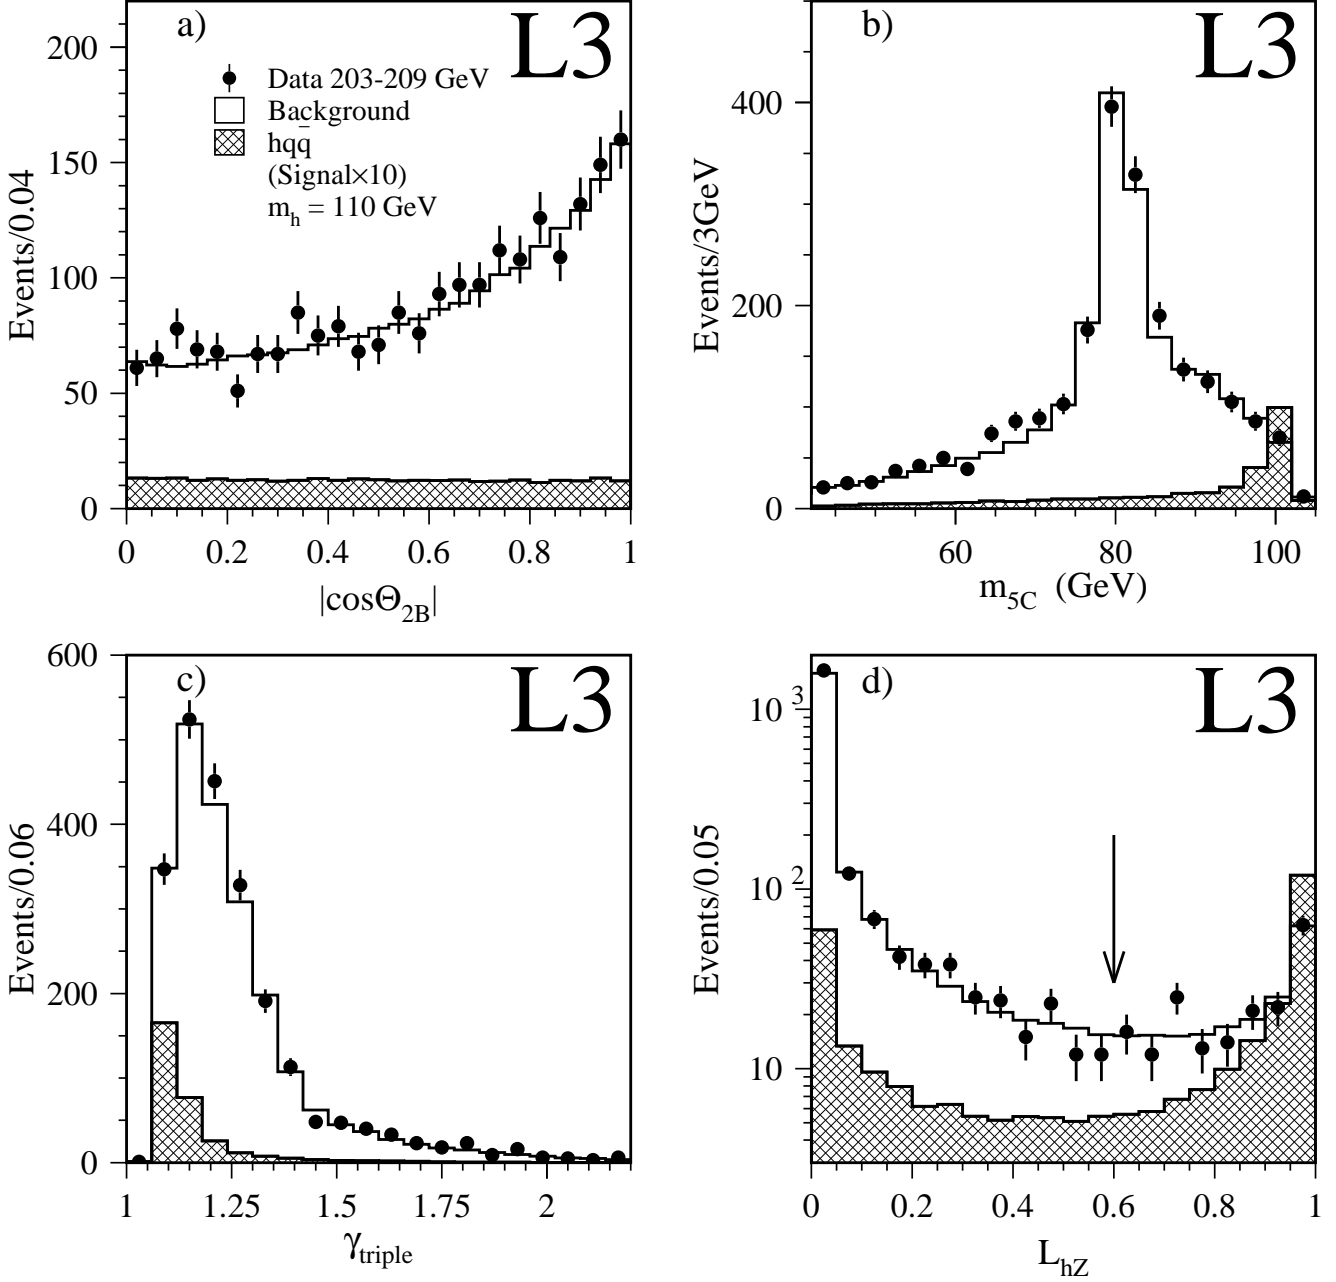 a)
L3
Data 203-209 GeV
Background
hqq̄
(Signal×10)
m_h = 110 GeV
Events/0.04
200
150
100
50
0
0 0.2 0.4 0.6 0.8 1
|cosΘ_2B|
b)
L3
Events/3GeV
400
200
0
60 80 100
m_5C (GeV)
c)
L3
Events/0.06
600
400
200
0
1 1.25 1.5 1.75 2
γ_triple
d)
L3
Events/0.05
10^3
10^2
10
0 0.2 0.4 0.6 0.8 1
L_hZ